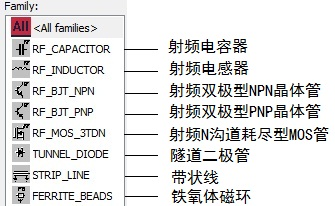 Family:
All <All families>
RF_CAPACITOR 射频电容器
RF_INDUCTOR 射频电感器
RF_BJT_NPN 射频双极型NPN晶体管
RF_BJT_PNP 射频双极型PNP晶体管
RF_MOS_3TDN 射频N沟道耗尽型MOS管
TUNNEL_DIODE 隧道二极管
STRIP_LINE 带状线
FERRITE_BEADS 铁氧体磁环